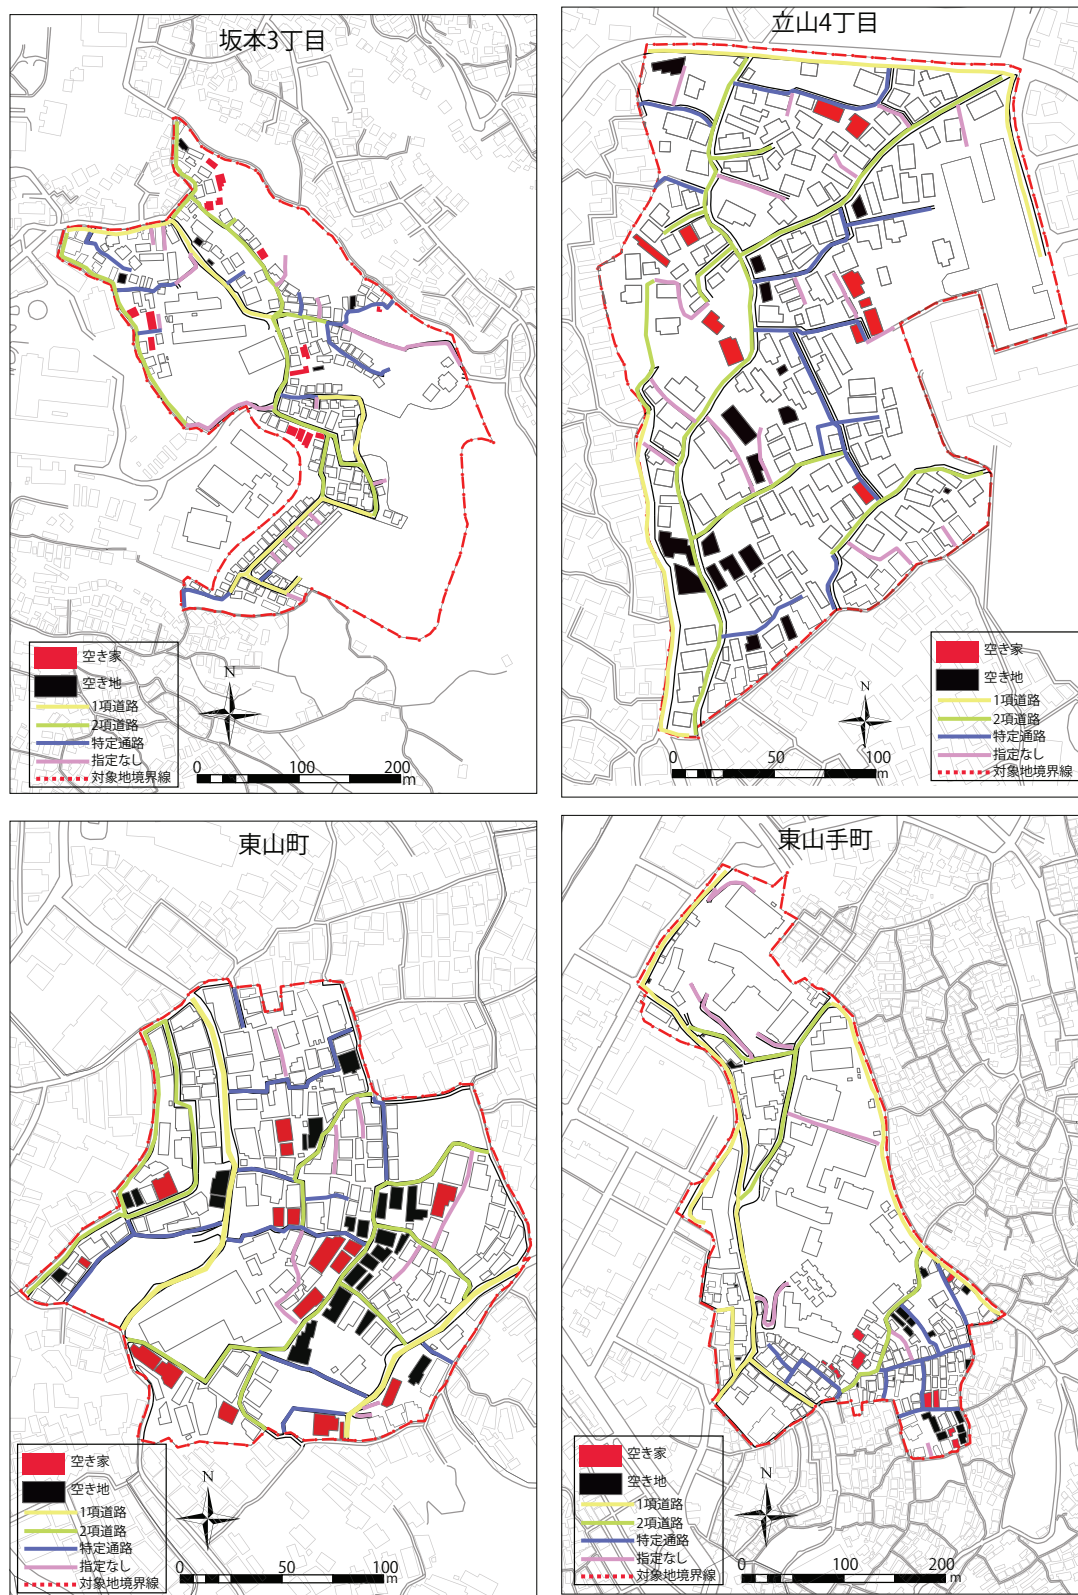 坂本3丁目
空き家
空き地
1項道路
2項道路
特定通路
指定なし
対象地境界線
N
0 100 200
m
立山4丁目
空き家
空き地
1項道路
2項道路
特定通路
指定なし
対象地境界線
N
0 50 100
m
東山町
空き家
空き地
1項道路
2項道路
特定通路
指定なし
対象地境界線
N
0 50 100
m
東山手町
空き家
空き地
1項道路
2項道路
特定通路
指定なし
対象地境界線
N
0 100 200
m